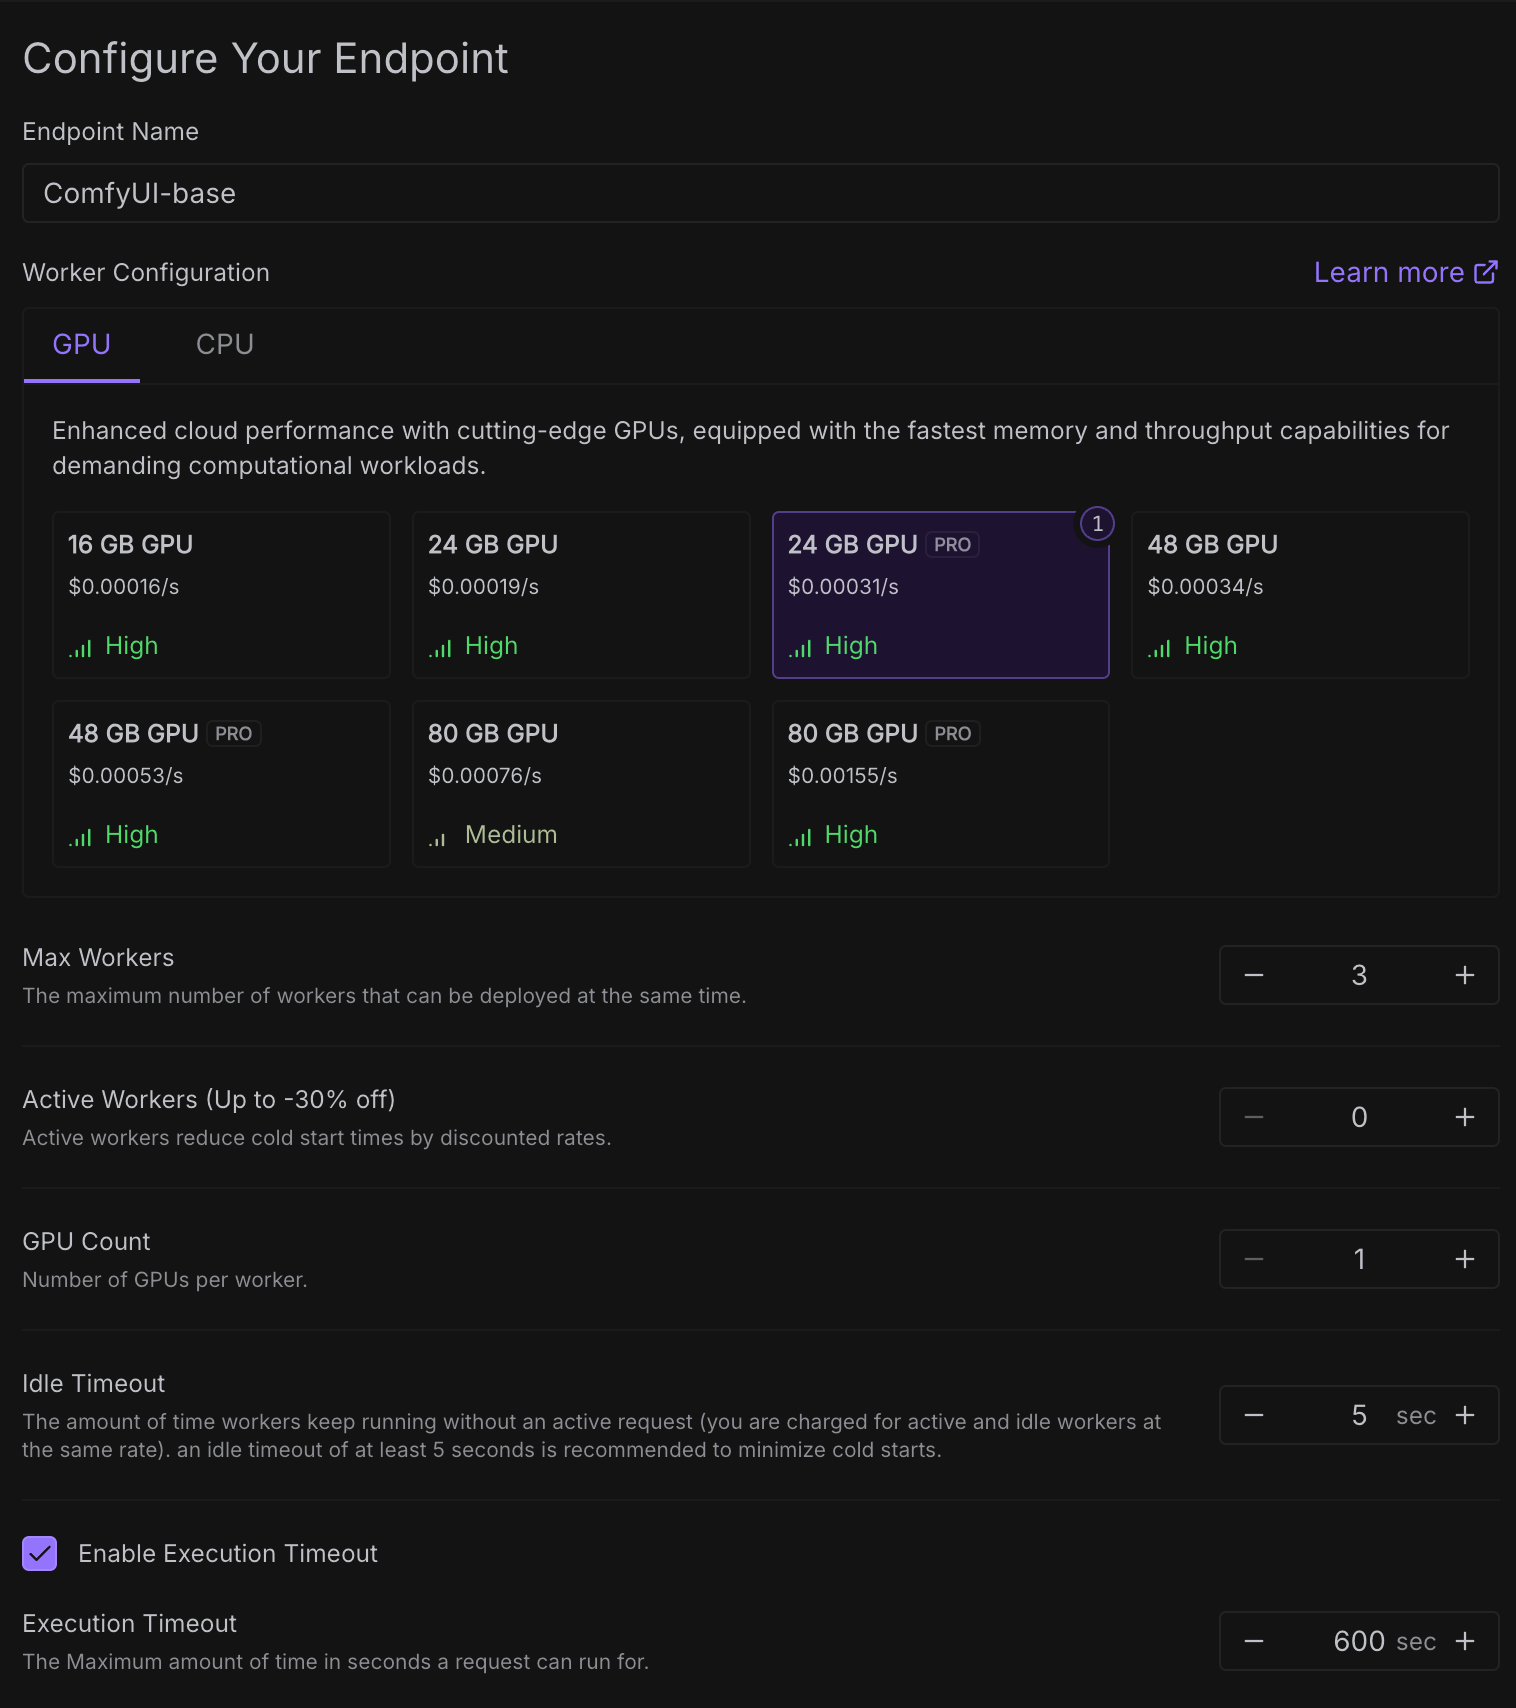 Configure Your Endpoint
Endpoint Name
ComfyUI-base
Worker Configuration
Learn more
GPU
CPU
Enhanced cloud performance with cutting-edge GPUs, equipped with the fastest memory and throughput capabilities for
demanding computational workloads.
16 GB GPU
$0.00016/s
High
24 GB GPU
$0.00019/s
High
24 GB GPU PRO
1
$0.00031/s
High
48 GB GPU
$0.00034/s
High
48 GB GPU PRO
$0.00053/s
High
80 GB GPU
$0.00076/s
Medium
80 GB GPU PRO
$0.00155/s
High
Max Workers
The maximum number of workers that can be deployed at the same time.
3
Active Workers (Up to -30% off)
Active workers reduce cold start times by discounted rates.
0
GPU Count
Number of GPUs per worker.
1
Idle Timeout
The amount of time workers keep running without an active request (you are charged for active and idle workers at
the same rate). an idle timeout of at least 5 seconds is recommended to minimize cold starts.
5 sec
Enable Execution Timeout
Execution Timeout
The Maximum amount of time in seconds a request can run for.
600 sec